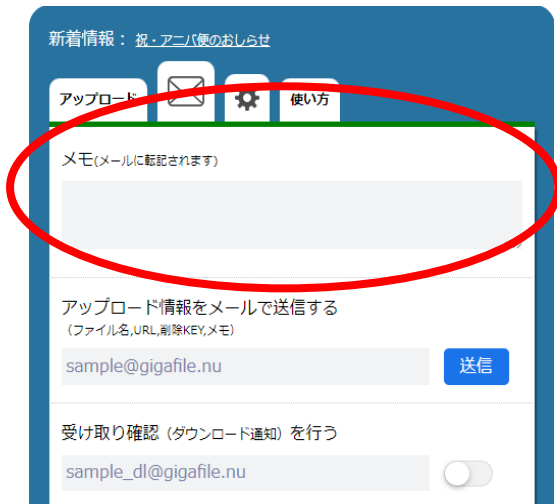 新着情報： 祝・アニバ便のおしらせ
アップロード 使い方
メモ(メールに転記されます)
アップロード情報をメールで送信する
（ファイル名,URL,削除KEY,メモ）
sample@gigafile.nu 送信
受け取り確認（ダウンロード通知）を行う
sample_dl@gigafile.nu